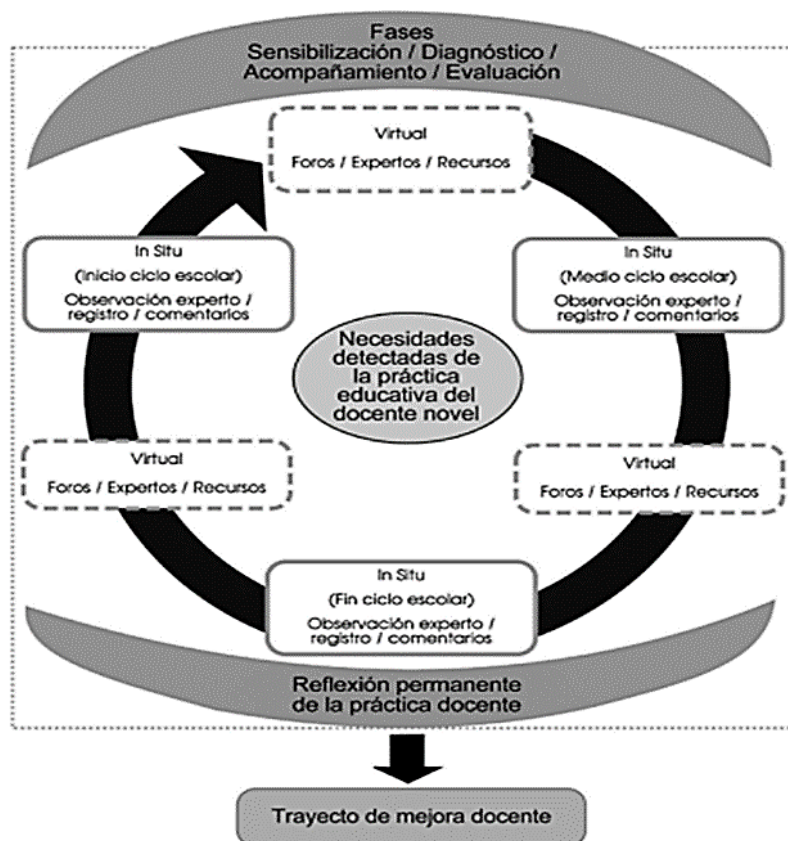 Fases
Sensibilización / Diagnóstico /
Acompañamiento / Evaluación
Virtual
Foros / Expertos / Recursos
In Situ
(Inicio ciclo escolar)
Observación experto /
registro / comentarios
In Situ
(Medio ciclo escolar)
Observación experto /
registro / comentarios
Necesidades
detectadas de
la práctica
educativa del
docente novel
Virtual
Foros / Expertos / Recursos
Virtual
Foros / Expertos / Recursos
In Situ
(Fin ciclo escolar)
Observación experto /
registro / comentarios
Reflexión permanente
de la práctica docente
Trayecto de mejora docente